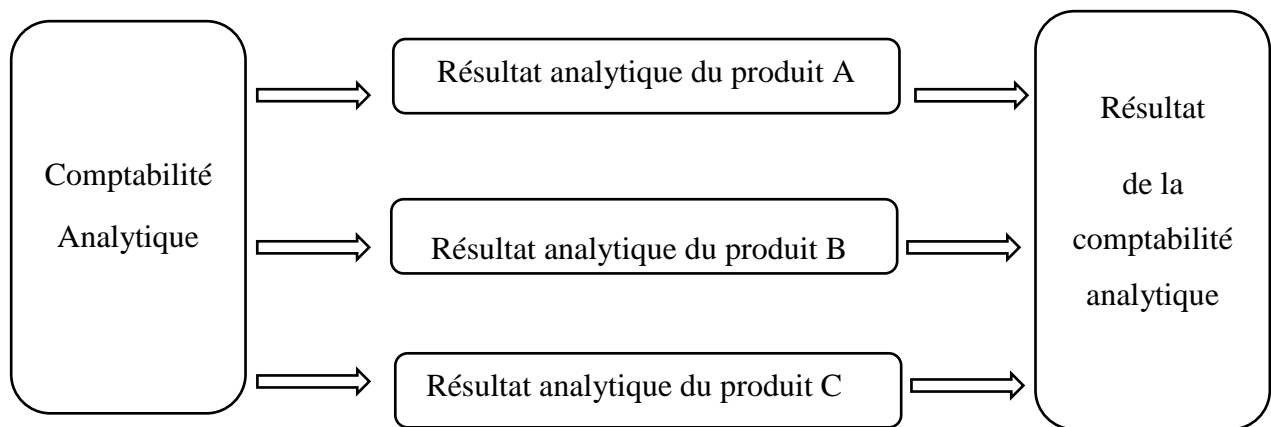 Comptabilité
Analytique
Résultat analytique du produit A
Résultat analytique du produit B
Résultat analytique du produit C
Résultat
de la
comptabilité
analytique